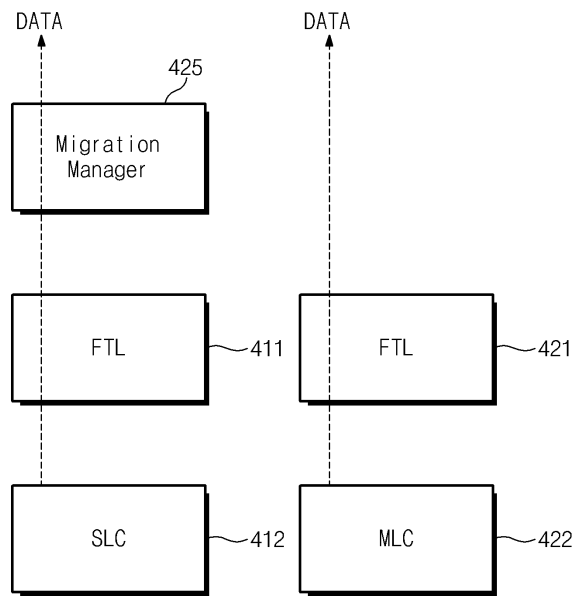 DATA DATA
425
Migration
Manager
FTL 411 FTL 421
SLC 412 MLC 422